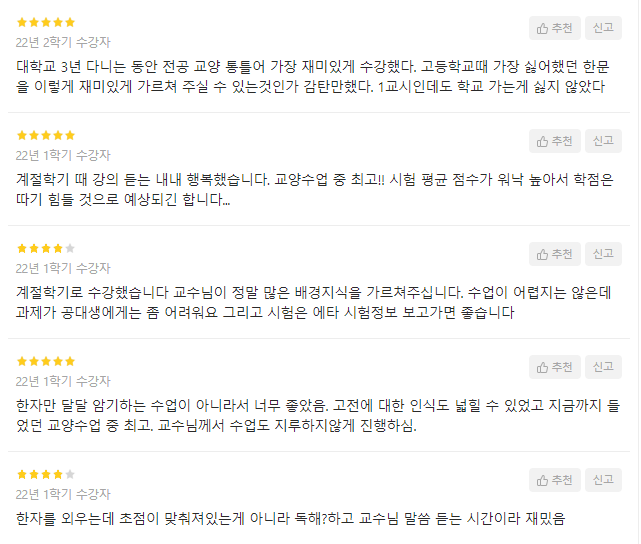 추천 신고
22년 2학기 수강자
대학교 3년 다니는 동안 전공 교양 통틀어 가장 재미있게 수강했다. 고등학교때 가장 싫어했던 한문
을 이렇게 재미있게 가르쳐 주실 수 있는것인가 감탄만했다. 1교시인데도 학교 가는게 싫지 않았다
추천 신고
22년 1학기 수강자
계절학기 때 강의 듣는 내내 행복했습니다. 교양수업 중 최고!! 시험 평균 점수가 워낙 높아서 학점은
따기 힘들 것으로 예상되긴 합니다...
추천 신고
22년 1학기 수강자
계절학기로 수강했습니다 교수님이 정말 많은 배경지식을 가르쳐주십니다. 수업이 어렵지는 않은데
과제가 공대생에게는 좀 어려워요 그리고 시험은 에타 시험정보 보고가면 좋습니다
추천 신고
22년 1학기 수강자
한자만 달달 암기하는 수업이 아니라서 너무 좋았음. 고전에 대한 인식도 넓힐 수 있었고 지금까지 들
었던 교양수업 중 최고. 교수님께서 수업도 지루하지않게 진행하심.
추천 신고
22년 1학기 수강자
한자를 외우는데 초점이 맞춰져있는게 아니라 독해?하고 교수님 말씀 듣는 시간이라 재밌음